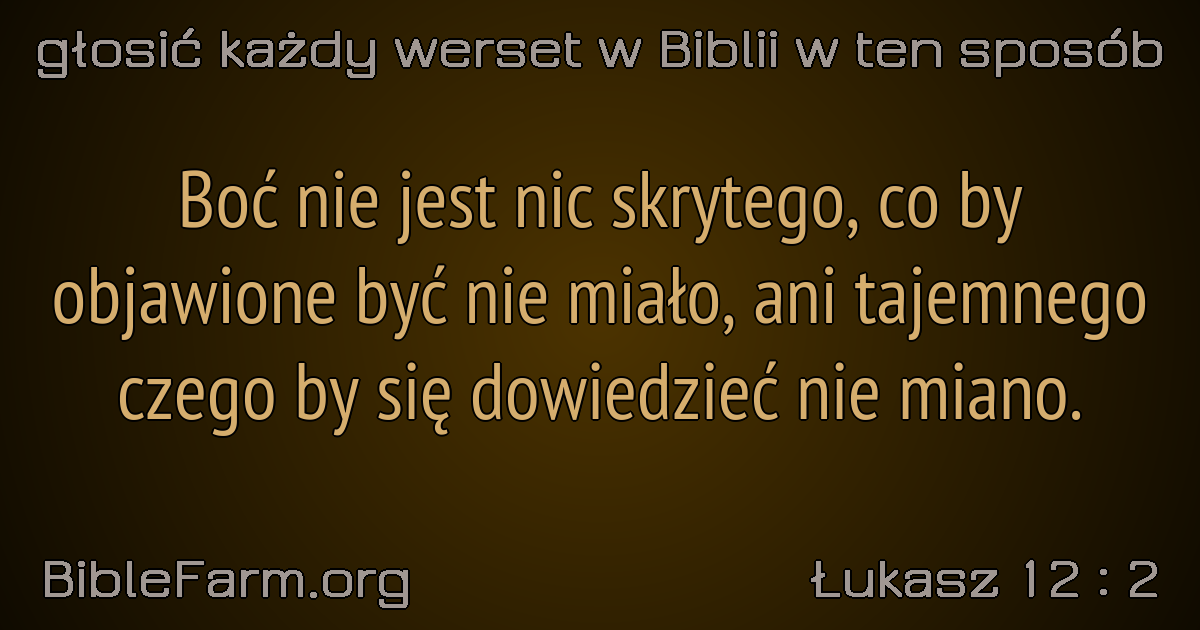 głosić każdy werset w Biblii w ten sposób
Boć nie jest nic skrytego, co by
objawione być nie miało, ani tajemnego
czego by się dowiedzieć nie miano.
BibleFarm.org
Łukasz 12 : 2